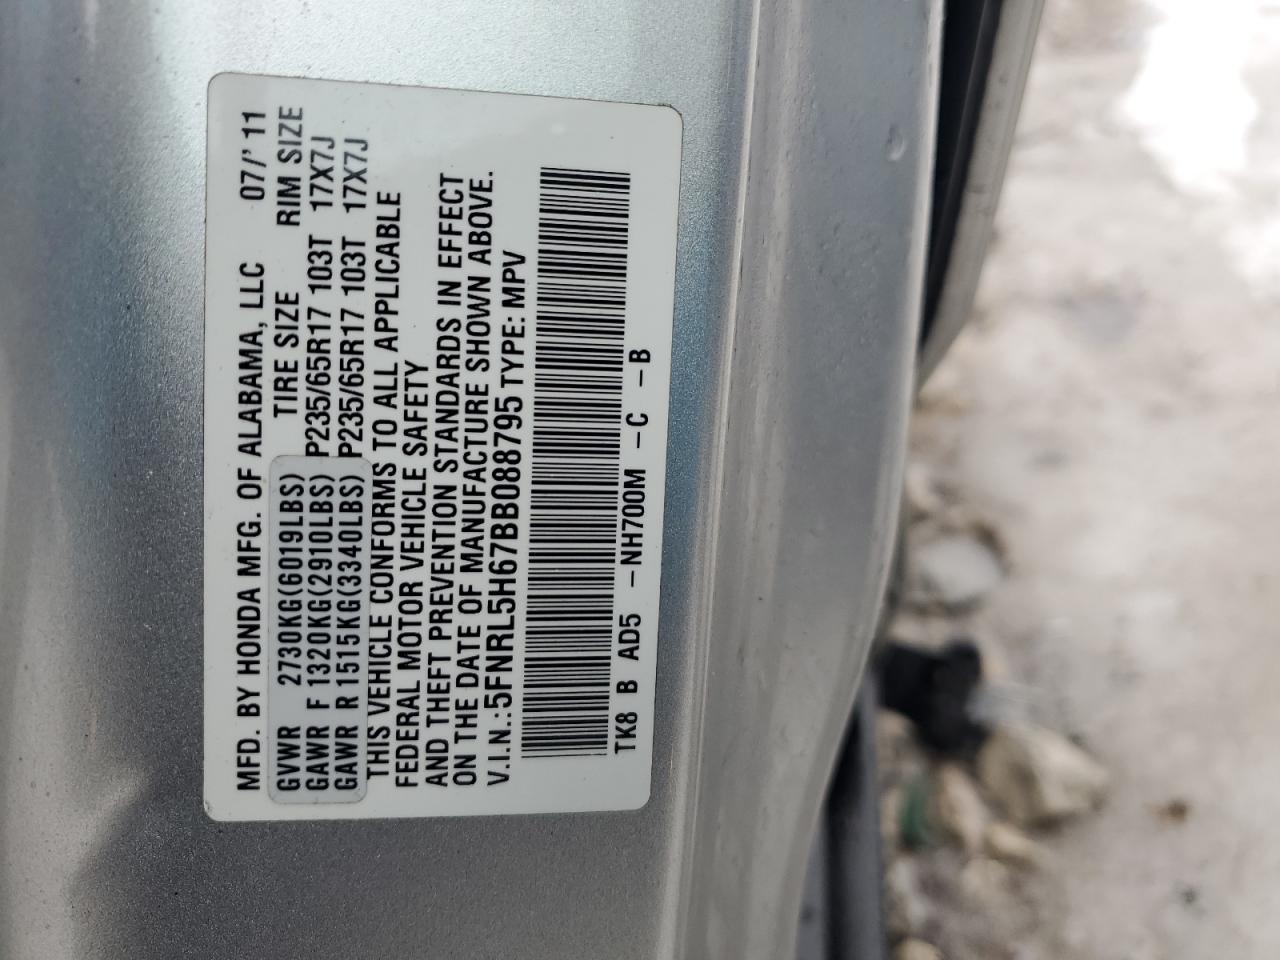 MFD. BY HONDA MFG. OF ALABAMA, LLC 07/'11
GVWR 2730KG(6019LBS) TIRE SIZE RIM SIZE
GAWR F 1320KG(2910LBS) P235/65R17 103T 17X7J
GAWR R 1515KG(3340LBS) P235/65R17 103T 17X7J
THIS VEHICLE CONFORMS TO ALL APPLICABLE
FEDERAL MOTOR VEHICLE SAFETY
AND THEFT PREVENTION STANDARDS IN EFFECT
ON THE DATE OF MANUFACTURE SHOWN ABOVE.
V.I.N.:5FNRL5H67BB088795 TYPE: MPV
TK8 B AD5 -NH700M -C -B